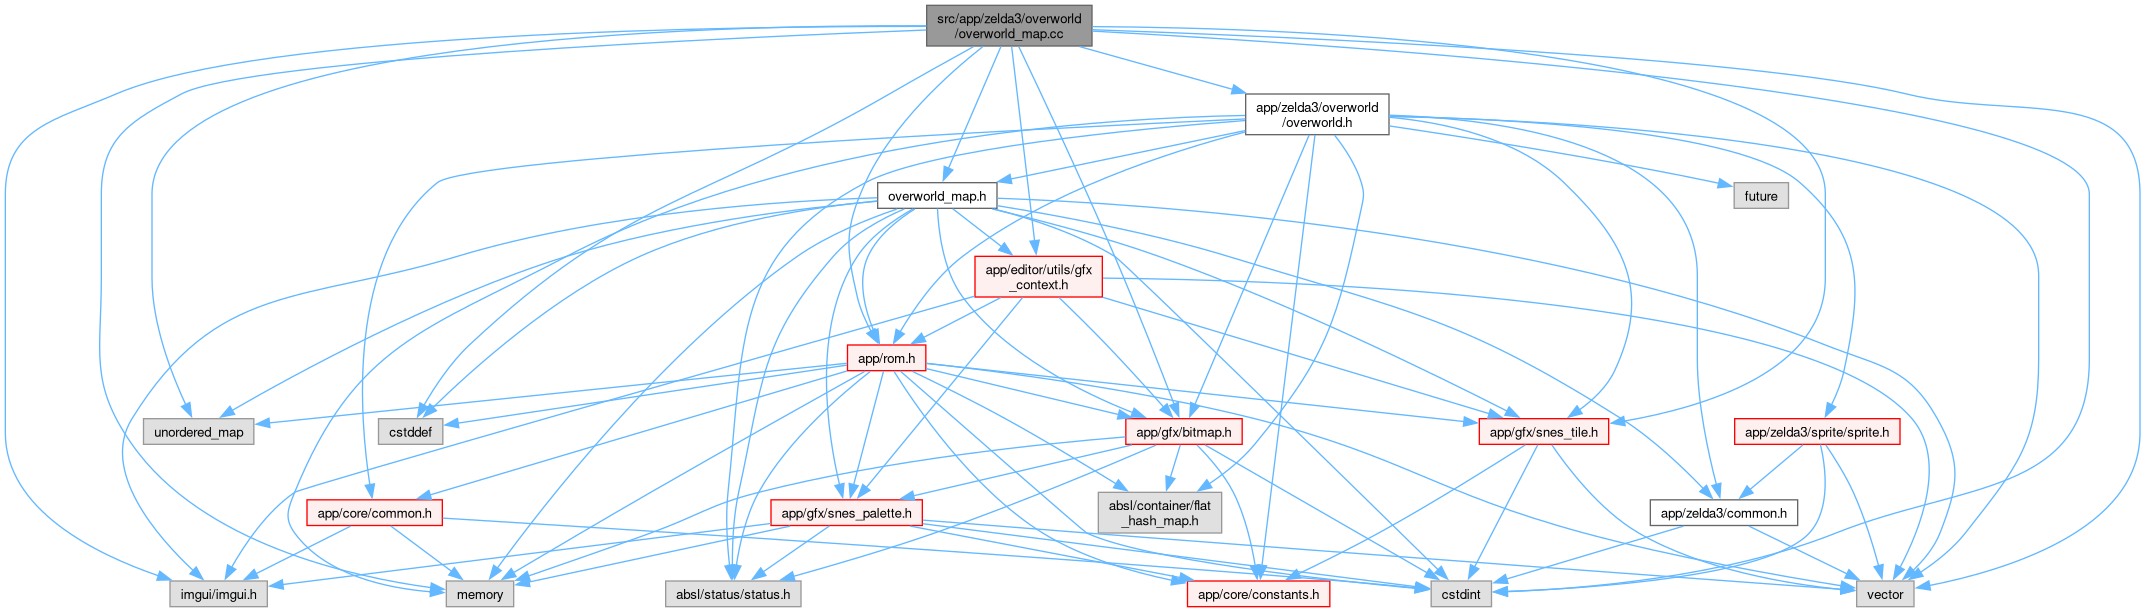 src/app/zelda3/overworld
/overworld_map.cc
app/zelda3/overworld
/overworld.h
overworld_map.h
future
app/editor/utils/gfx
_context.h
app/rom.h
unordered_map
cstddef
app/gfx/bitmap.h
app/gfx/snes_tile.h
app/zelda3/sprite/sprite.h
app/core/common.h
app/gfx/snes_palette.h
absl/container/flat
_hash_map.h
app/zelda3/common.h
imgui/imgui.h
memory
absl/status/status.h
app/core/constants.h
cstdint
vector